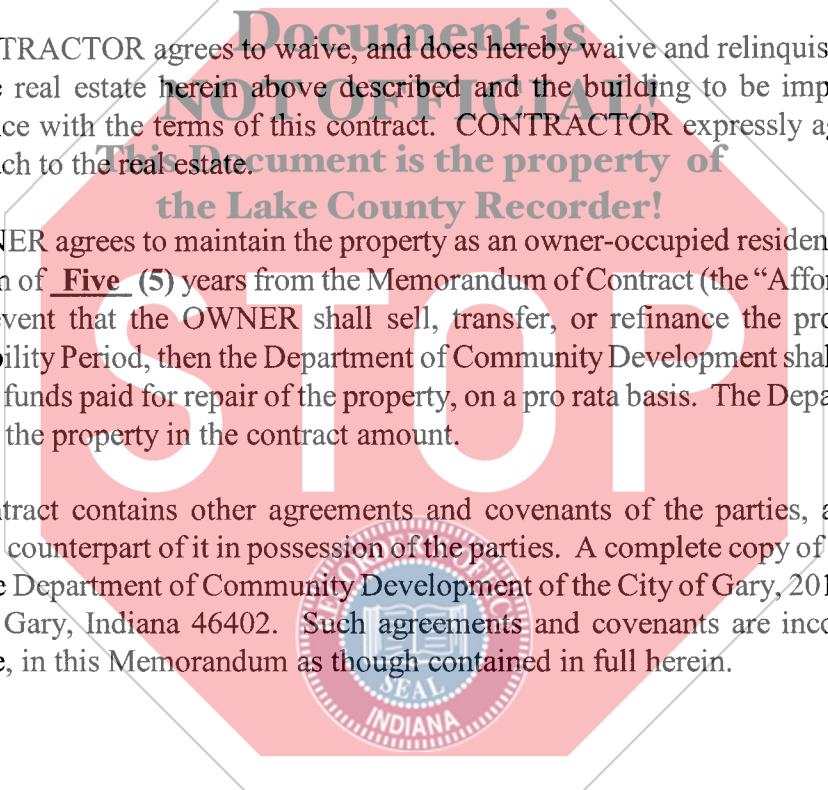 Document is
TRACTOR agrees to waive, and does hereby waive and relinquis
real estate herein above described and the building to be imp
NOT OFFICIAL!
ce with the terms of this contract. CONTRACTOR expressly ag
ch to the real estate.
This Document is the property of
the Lake County Recorder!
NER agrees to maintain the property as an owner-occupied residen
n of Five (5) years from the Memorandum of Contract (the “Affor
event that the OWNER shall sell, transfer, or refinance the pro
bility Period, then the Department of Community Development shal
funds paid for repair of the property, on a pro rata basis. The Depa
the property in the contract amount.
STOP
tract contains other agreements and covenants of the parties, a
counterpart of it in possession of the parties. A complete copy of
e Department of Community Development of the City of Gary, 201
Gary, Indiana 46402. Such agreements and covenants are inco
e, in this Memorandum as though contained in full herein.
SEAL
INDIANA